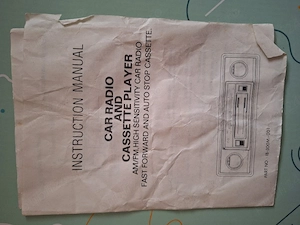 INSTRUCTION MANUAL
CAR RADIO
AND
CASSETTE PLAYER
AM/FM HIGH SENSITIVITY CAR RADIO
FAST FORWARD AND AUTO STOP CASSETTE